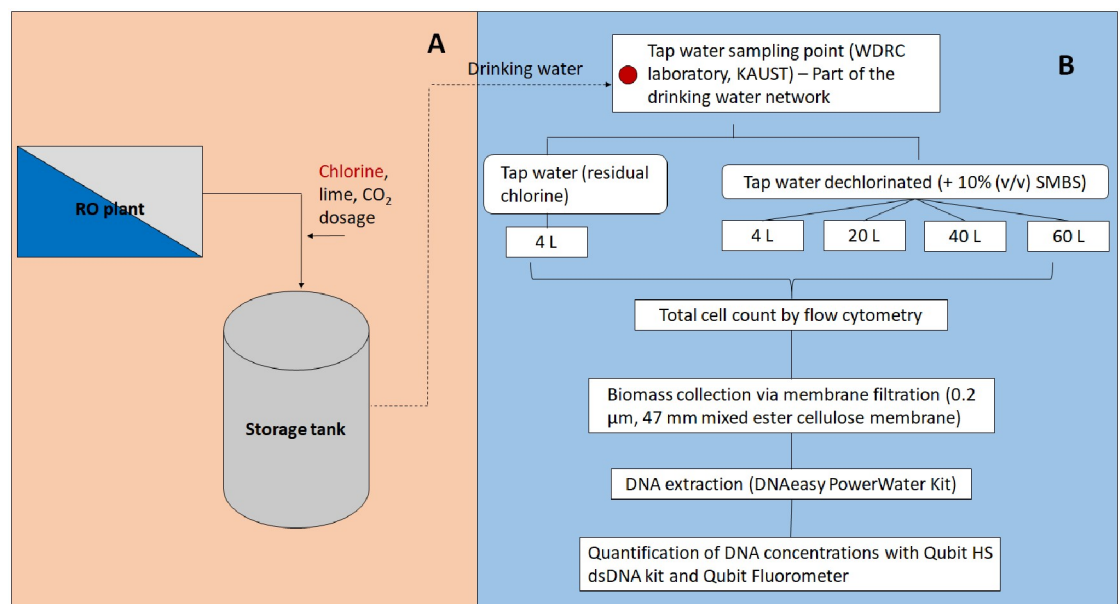 A
RO plant
Chlorine,
lime, CO₂
dosage
Storage tank
Drinking water
B
Tap water sampling point (WDRC
laboratory, KAUST) – Part of the
drinking water network
Tap water (residual
chlorine)
4 L
Tap water dechlorinated (+ 10% (v/v) SMBS)
4 L
20 L
40 L
60 L
Total cell count by flow cytometry
Biomass collection via membrane filtration (0.2
µm, 47 mm mixed ester cellulose membrane)
DNA extraction (DNAeasy PowerWater Kit)
Quantification of DNA concentrations with Qubit HS
dsDNA kit and Qubit Fluorometer